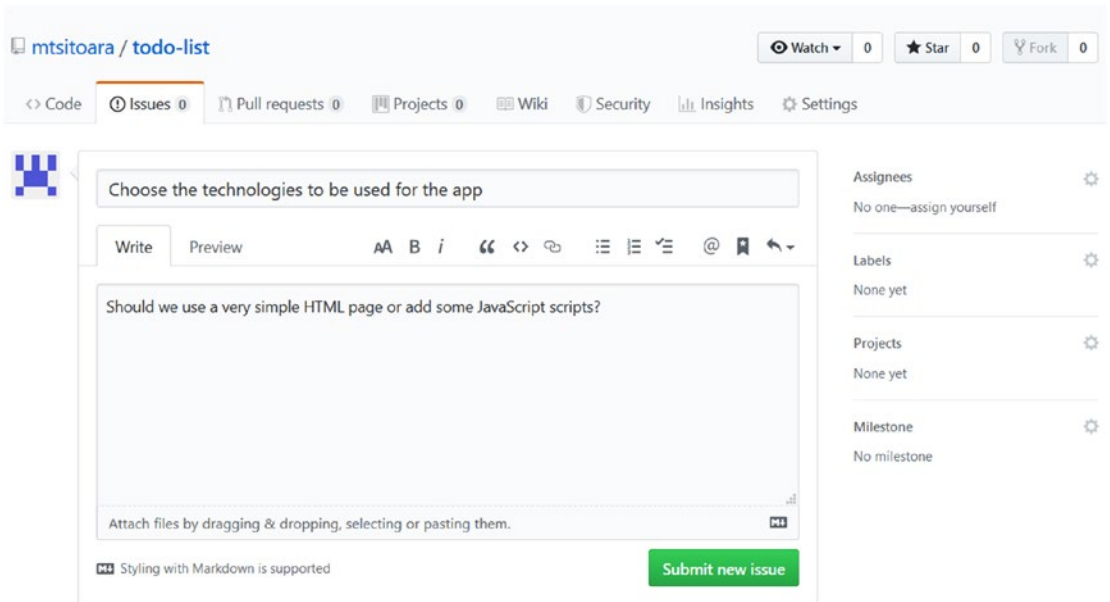 mtsitoara / todo-list
Watch 0 Star 0 Fork 0
Code Issues 0 Pull requests 0 Projects 0 Wiki Security Insights Settings
Choose the technologies to be used for the app
Write Preview
Should we use a very simple HTML page or add some JavaScript scripts?
Attach files by dragging & dropping, selecting or pasting them.
Styling with Markdown is supported
Submit new issue
Assignees
No one—assign yourself
Labels
None yet
Projects
None yet
Milestone
No milestone